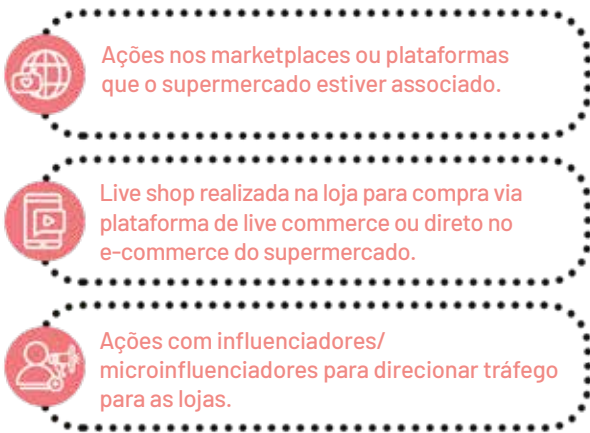 Ações nos marketplaces ou plataformas
que o supermercado estiver associado.
Live shop realizada na loja para compra via
plataforma de live commerce ou direto no
e-commerce do supermercado.
Ações com influenciadores/
microinfluenciadores para direcionar tráfego
para as lojas.